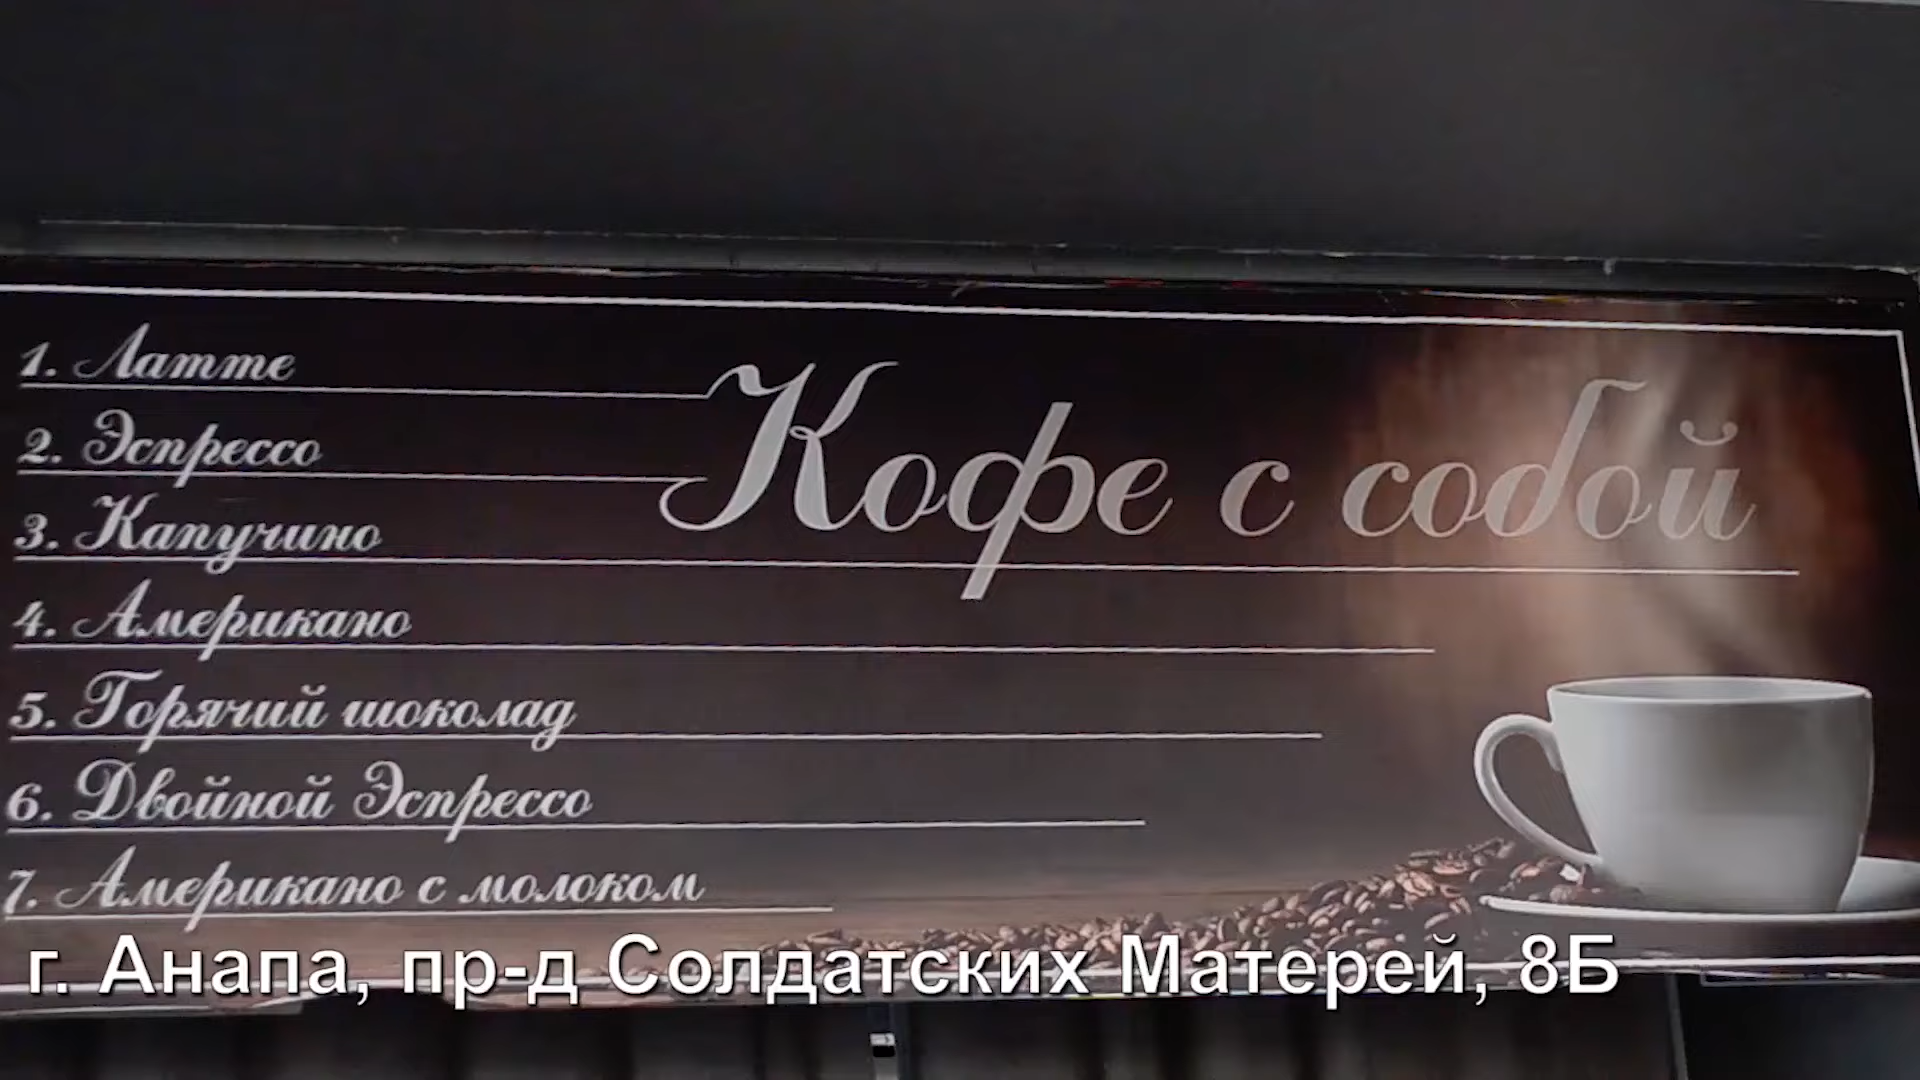 1. Латте
2. Эспрессо
3. Капучино
4. Американо
5. Горячий шоколад
6. Двойной Эспрессо
7. Американо с молоком
Кофе с собой
г. Анапа, пр-д Солдатских Матерей, 8Б